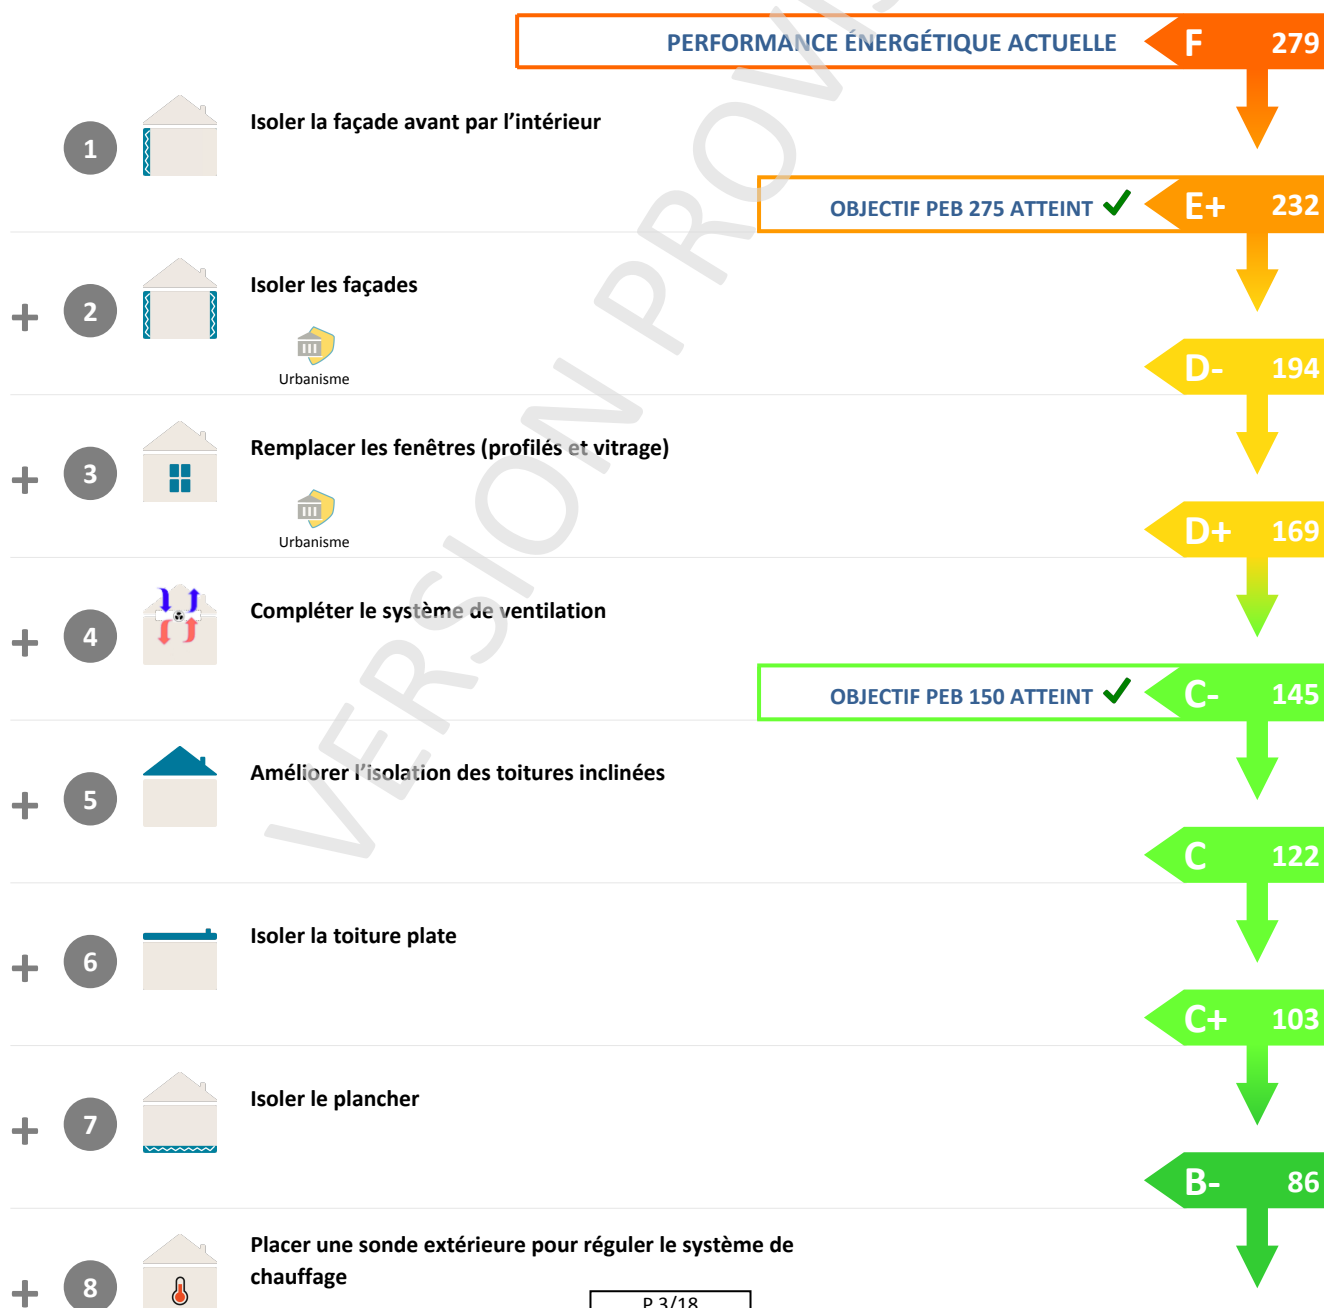 PERFORMANCE ÉNERGÉTIQUE ACTUELLE F 279
1 Isoler la façade avant par l’intérieur
OBJECTIF PEB 275 ATTEINT E+ 232
+ 2 Isoler les façades
Urbanisme
D- 194
+ 3 Remplacer les fenêtres (profilés et vitrage)
Urbanisme
D+ 169
+ 4 Compléter le système de ventilation
OBJECTIF PEB 150 ATTEINT C- 145
+ 5 Améliorer l’isolation des toitures inclinées
C 122
+ 6 Isoler la toiture plate
C+ 103
+ 7 Isoler le plancher
B- 86
+ 8 Placer une sonde extérieure pour réguler le système de
chauffage
P 3/18
VERSION PROVIS